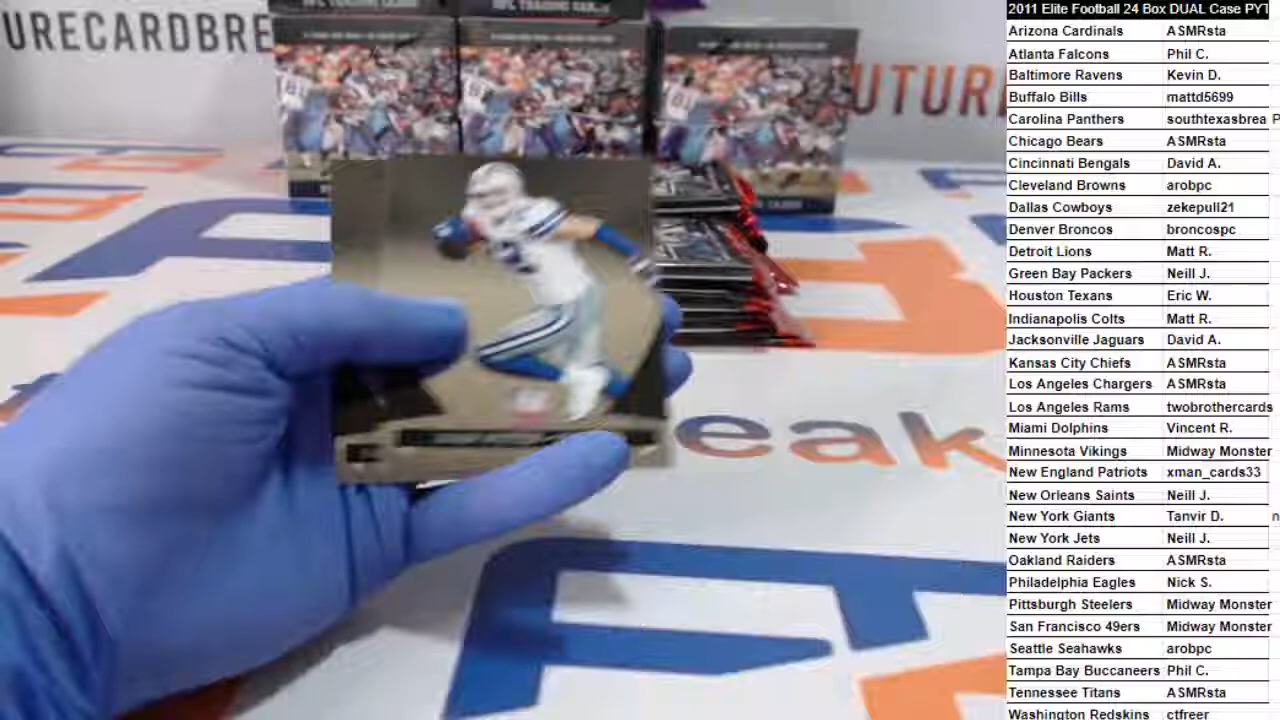 URECARDBRE
UTURE
eak
2011 Elite Football 24 Box DUAL Case PYT
Arizona Cardinals ASMRsta
Atlanta Falcons Phil C.
Baltimore Ravens Kevin D.
Buffalo Bills mattd5699
Carolina Panthers southtexasbrea P
Chicago Bears ASMRsta
Cincinnati Bengals David A.
Cleveland Browns arobpc
Dallas Cowboys zekepull21
Denver Broncos broncospc
Detroit Lions Matt R.
Green Bay Packers Neill J.
Houston Texans Eric W.
Indianapolis Colts Matt R.
Jacksonville Jaguars David A.
Kansas City Chiefs ASMRsta
Los Angeles Chargers ASMRsta
Los Angeles Rams twobrothercards
Miami Dolphins Vincent R.
Minnesota Vikings Midway Monster
New England Patriots xman_cards33
New Orleans Saints Neill J.
New York Giants Tanvir D. n
New York Jets Neill J.
Oakland Raiders ASMRsta
Philadelphia Eagles Nick S.
Pittsburgh Steelers Midway Monster
San Francisco 49ers Midway Monster
Seattle Seahawks arobpc
Tampa Bay Buccaneers Phil C.
Tennessee Titans ASMRsta
Washington Redskins ctfreer